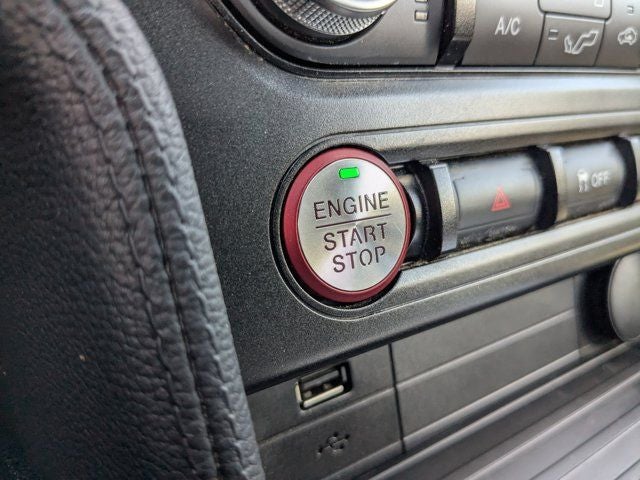 A/C
ENGINE
START
STOP
OFF